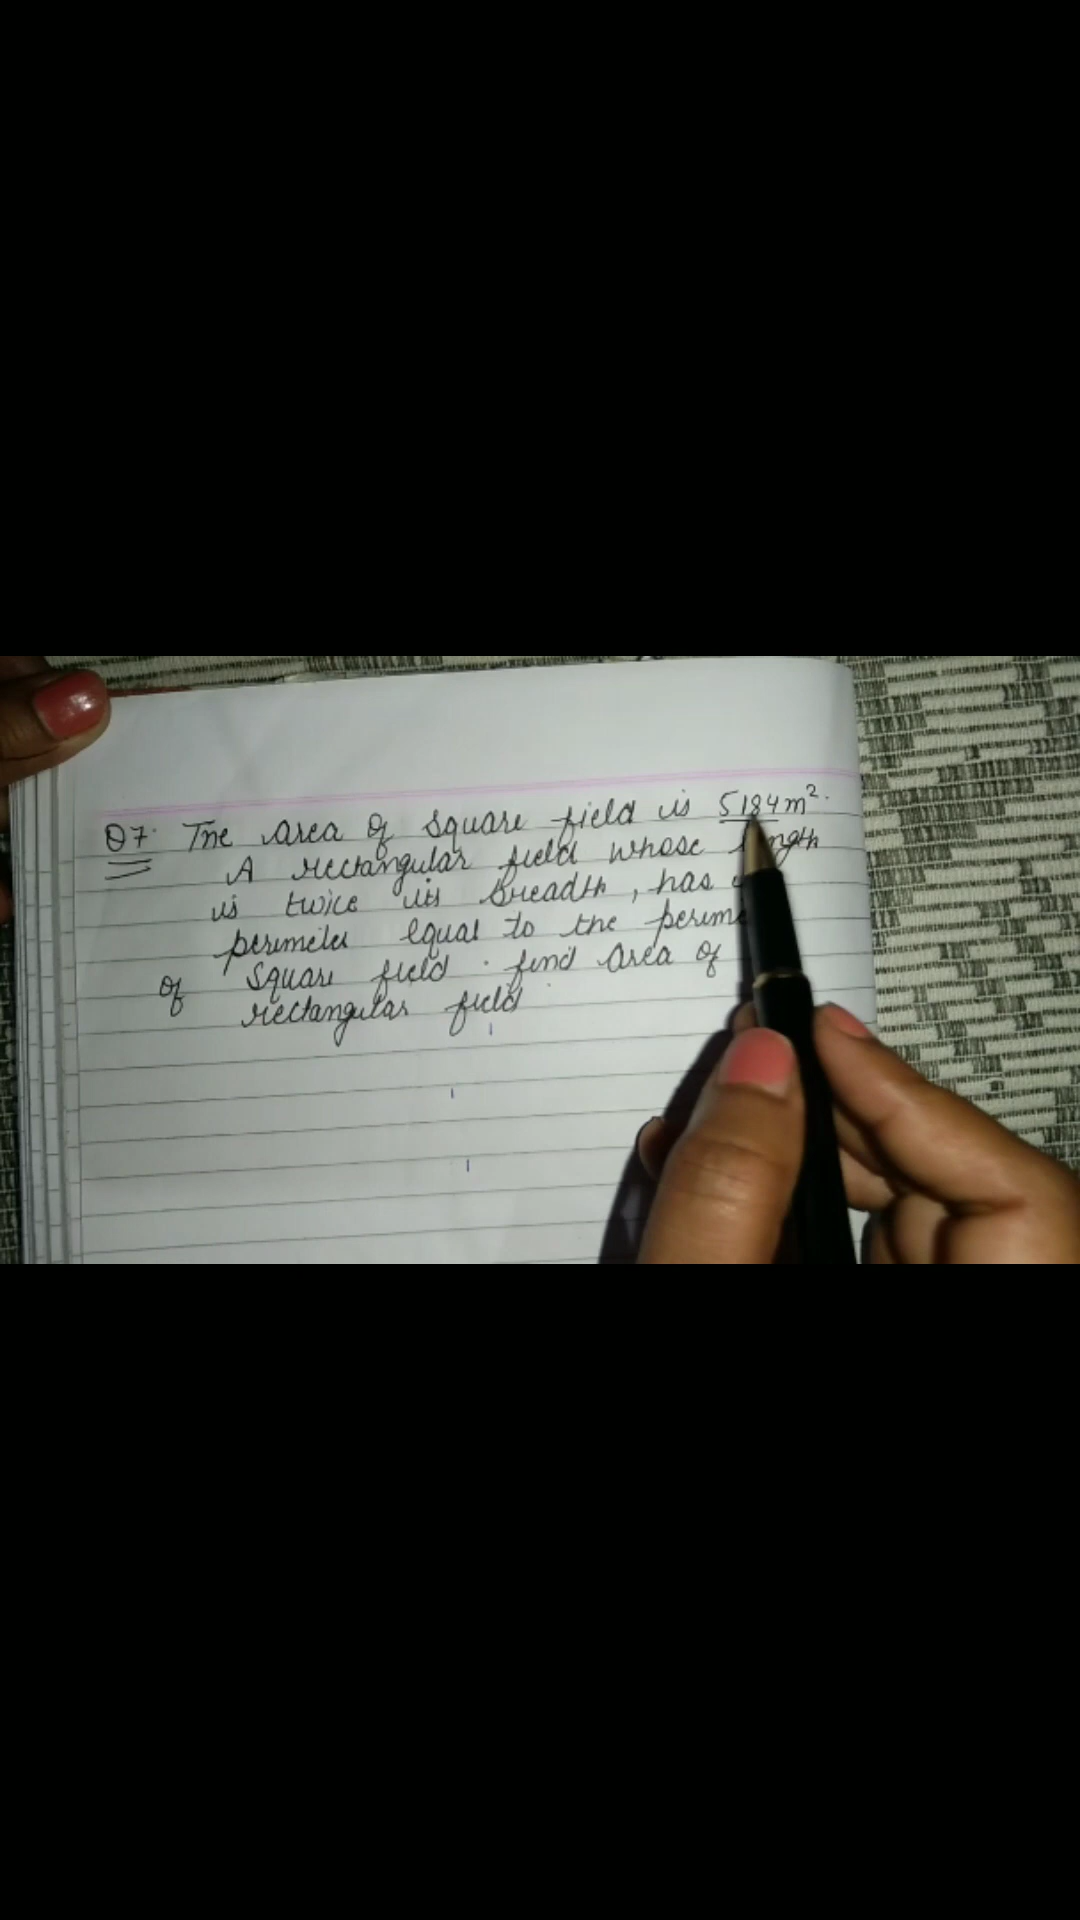 Q7. The area of square field is 5184m².
A rectangular field whose length
is twice its breadth, has
perimeter equal to the
of square field. find area of
rectangular field